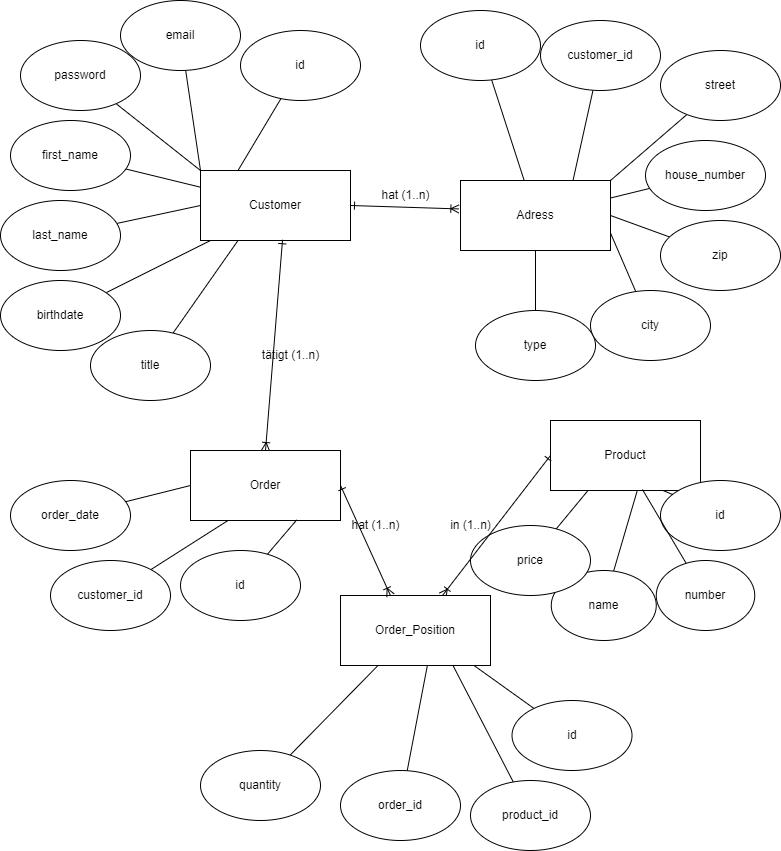 email
id
id
customer_id
password
street
first_name
house_number
hat (1..n)
Customer
Adress
last_name
zip
birthdate
city
type
tätigt (1..n)
title
Product
Order
order_date
id
hat (1..n)
in (1..n)
price
customer_id
id
name
number
Order_Position
id
quantity
order_id
product_id